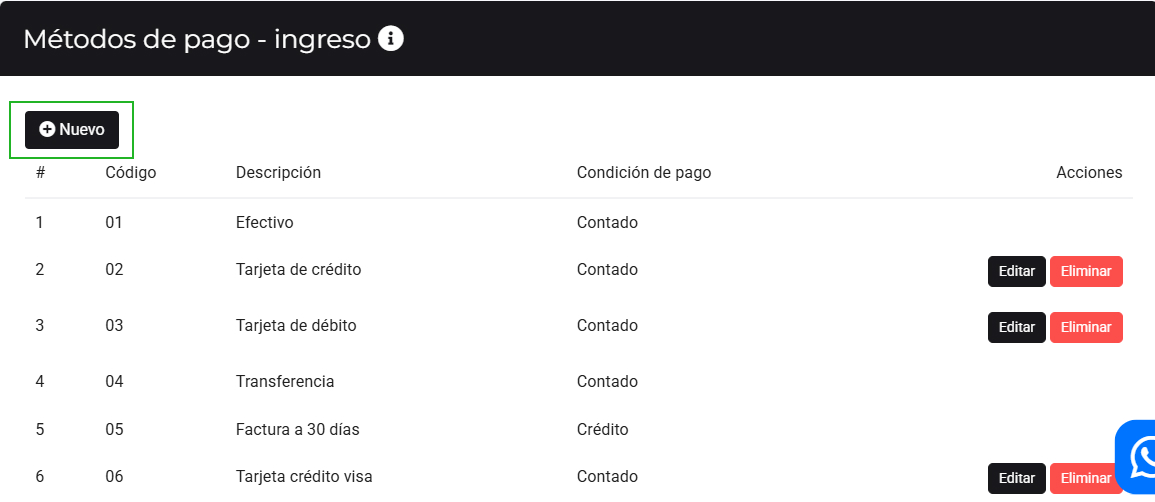 Métodos de pago - ingreso
Nuevo
# Código Descripción Condición de pago Acciones
1 01 Efectivo Contado
2 02 Tarjeta de crédito Contado Editar Eliminar
3 03 Tarjeta de débito Contado Editar Eliminar
4 04 Transferencia Contado
5 05 Factura a 30 días Crédito
6 06 Tarjeta crédito visa Contado Editar Eliminar